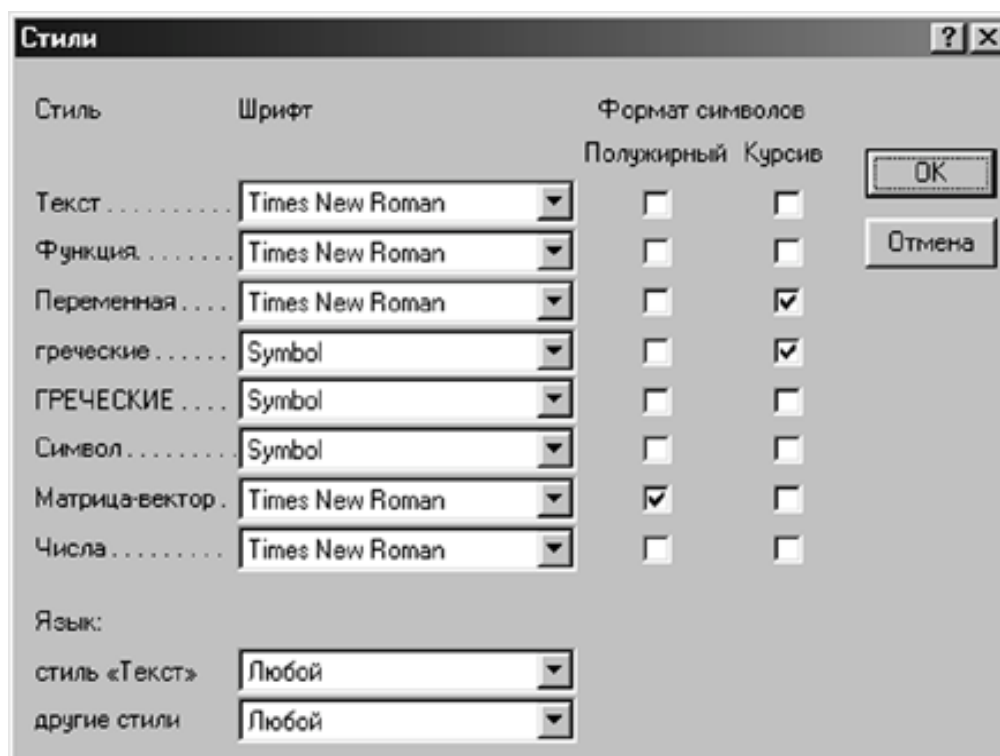 Стили
Стиль Шрифт Формат символов
Полужирный Курсив
OK
Текст . . . . . . . . . . Times New Roman
Отмена
Функция. . . . . . . . Times New Roman
Переменная . . . . Times New Roman
греческие . . . . . . Symbol
ГРЕЧЕСКИЕ . . . . Symbol
Символ . . . . . . . . . Symbol
Матрица-вектор . Times New Roman
Числа . . . . . . . . . Times New Roman
Язык:
стиль «Текст» Любой
другие стили Любой